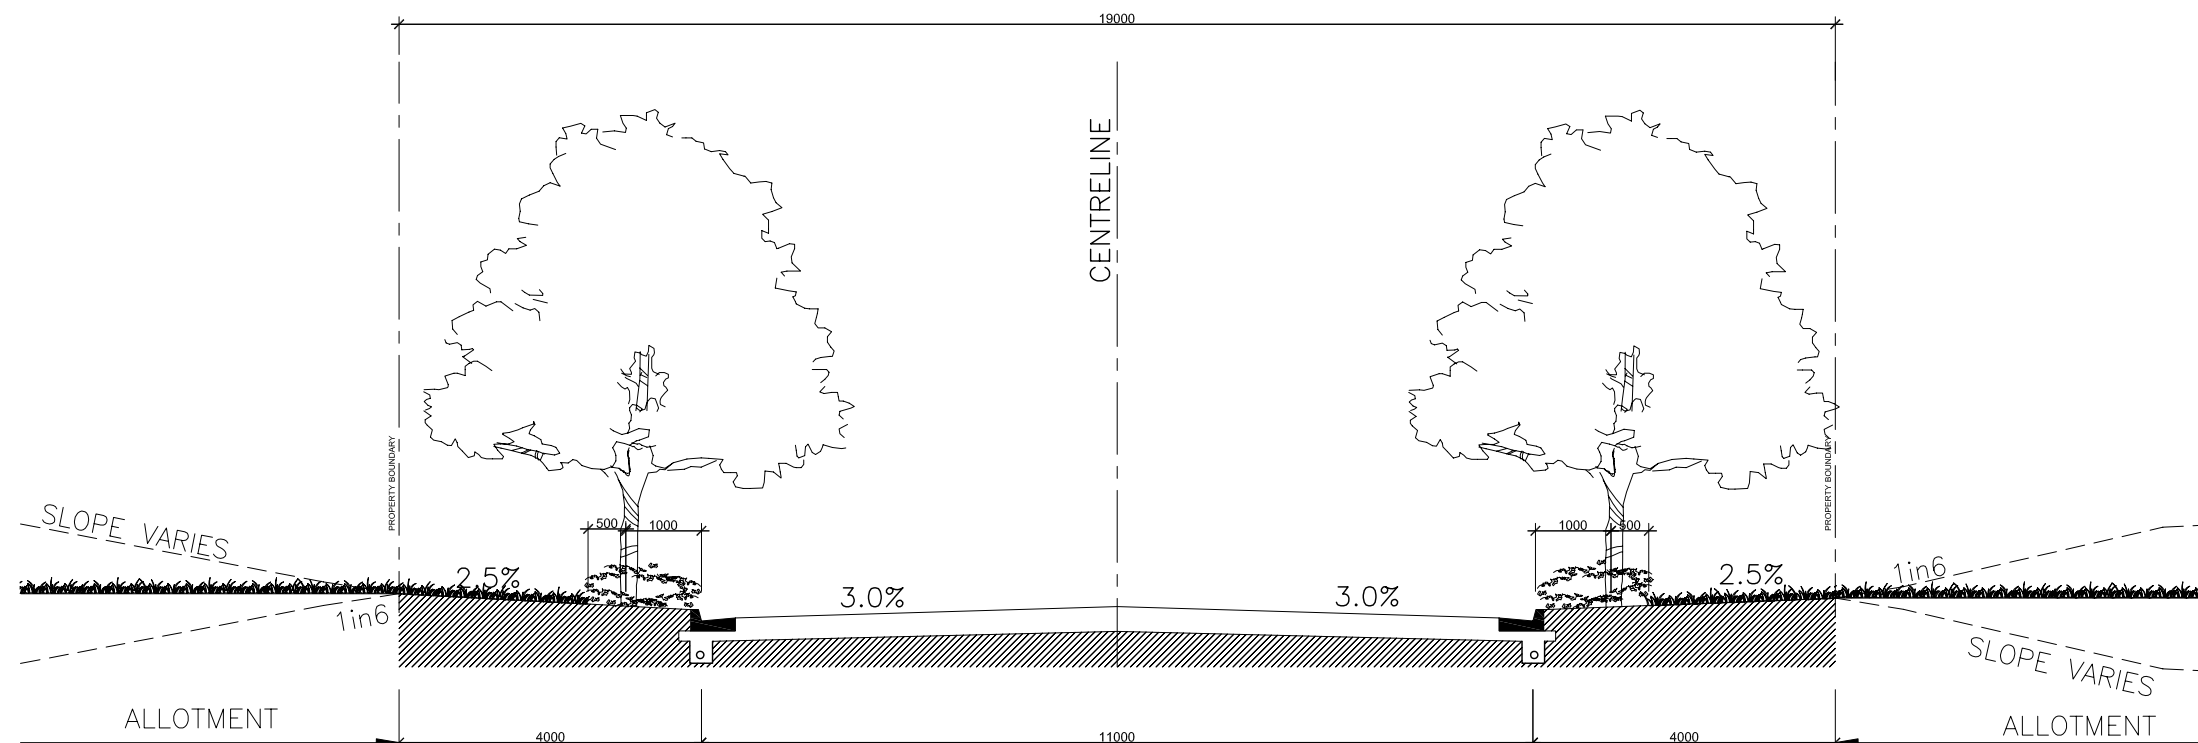 19000
CENTRELINE
PROPERTY BOUNDARY
PROPERTY BOUNDARY
SLOPE VARIES
500
1000
1000
500
2.5%
3.0%
3.0%
2.5%
1in6
1in6
SLOPE VARIES
ALLOTMENT
4000
11000
4000
ALLOTMENT